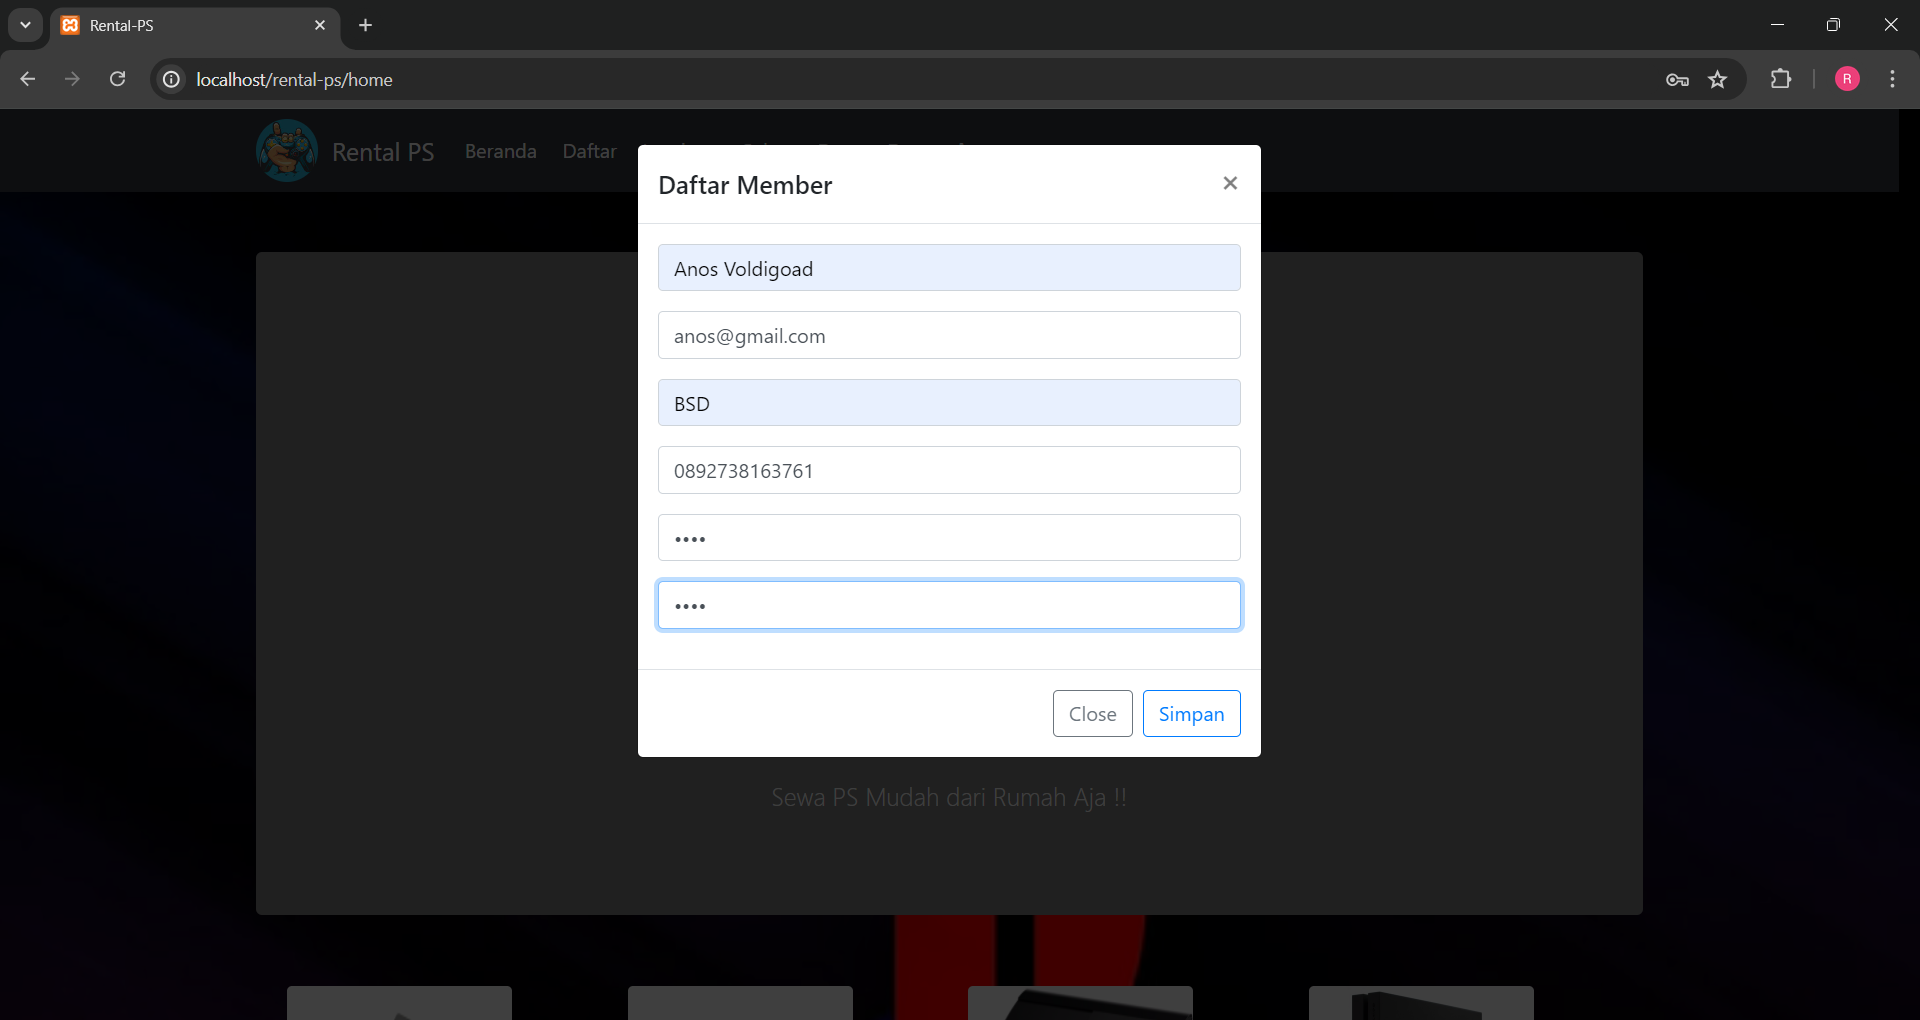 Rental-PS
localhost/rental-ps/home
R
Rental PS Beranda Daftar
Daftar Member
×
Anos Voldigoad
anos@gmail.com
BSD
0892738163761
••••
••••
Close Simpan
Sewa PS Mudah dari Rumah Aja !!